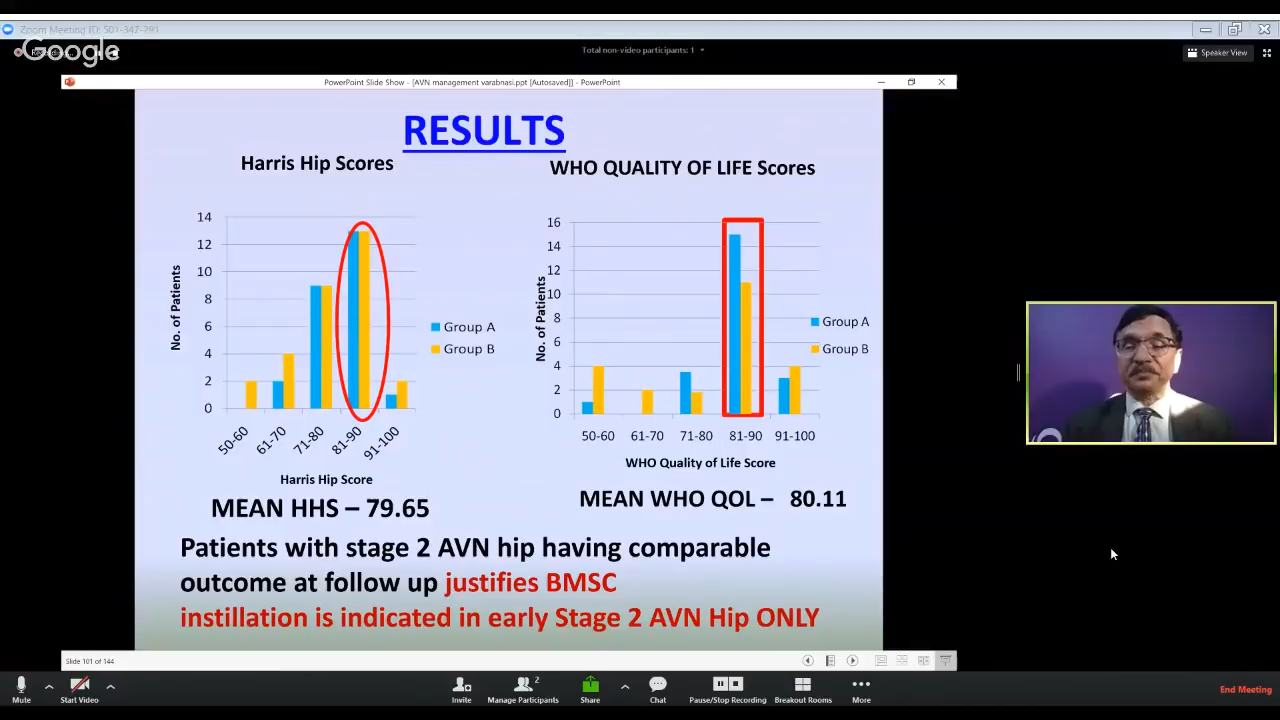 Zoom Meeting ID: 501-347-291
Google
Total non-video participants: 1
Speaker View
PowerPoint Slide Show - [AVN management varabnasi.ppt [Autosaved]] - PowerPoint
RESULTS
Harris Hip Scores
14
12
10
8
6
4
2
0
No. of Patients
50-60
61-70
71-80
81-90
91-100
Harris Hip Score
Group A
Group B
MEAN HHS – 79.65
WHO QUALITY OF LIFE Scores
16
14
12
10
8
6
4
2
0
No. of Patients
50-60
61-70
71-80
81-90
91-100
WHO Quality of Life Score
Group A
Group B
MEAN WHO QOL – 80.11
Patients with stage 2 AVN hip having comparable
outcome at follow up justifies BMSC
instillation is indicated in early Stage 2 AVN Hip ONLY
Slide 101 of 144
Mute
Start Video
Invite
2
Manage Participants
Share
Chat
Pause/Stop Recording
Breakout Rooms
More
End Meeting